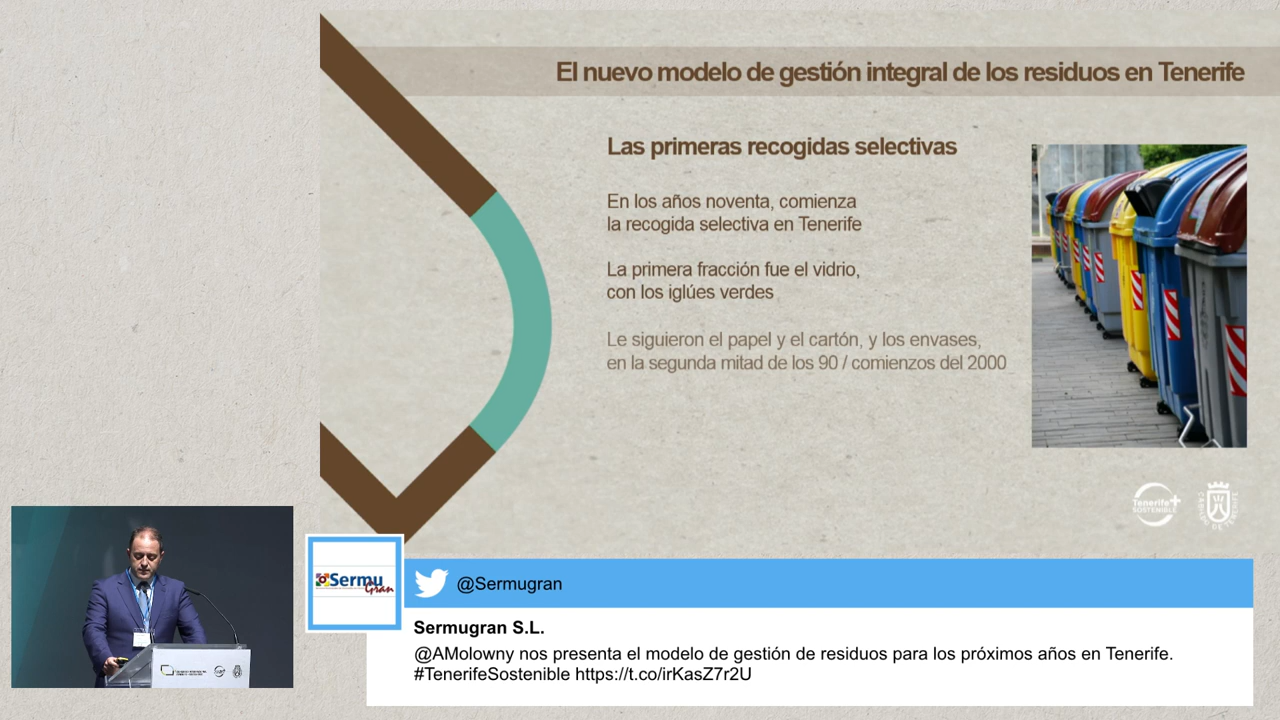 El nuevo modelo de gestión integral de los residuos en Tenerife
Las primeras recogidas selectivas
En los años noventa, comienza
la recogida selectiva en Tenerife
La primera fracción fue el vidrio,
con los iglúes verdes
Le siguieron el papel y el cartón, y los envases,
en la segunda mitad de los 90 / comienzos del 2000
Tenerife+
SOSTENIBLE
CABILDO DE TENERIFE
Sermu
Gran
@Sermugran
Sermugran S.L.
@AMolowny nos presenta el modelo de gestión de residuos para los próximos años en Tenerife.
#TenerifeSostenible https://t.co/irKasZ7r2U